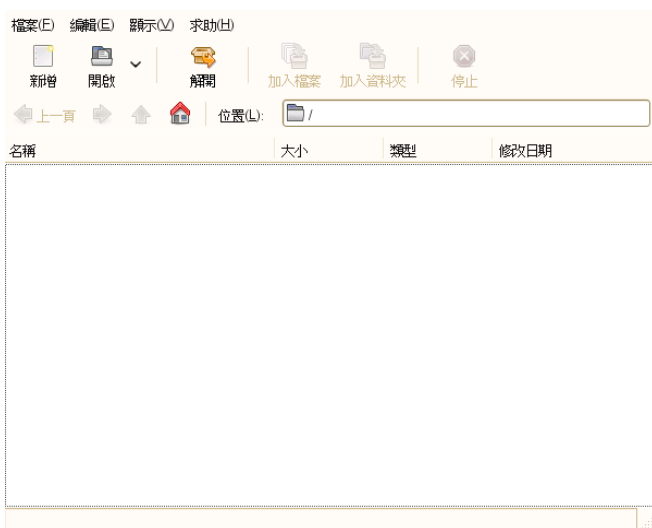 檔案(F) 編輯(E) 顯示(V) 求助(H)
新增 開啟 解開 加入檔案 加入資料夾 停止
上一頁 位置(L): /
名稱 大小 類型 修改日期